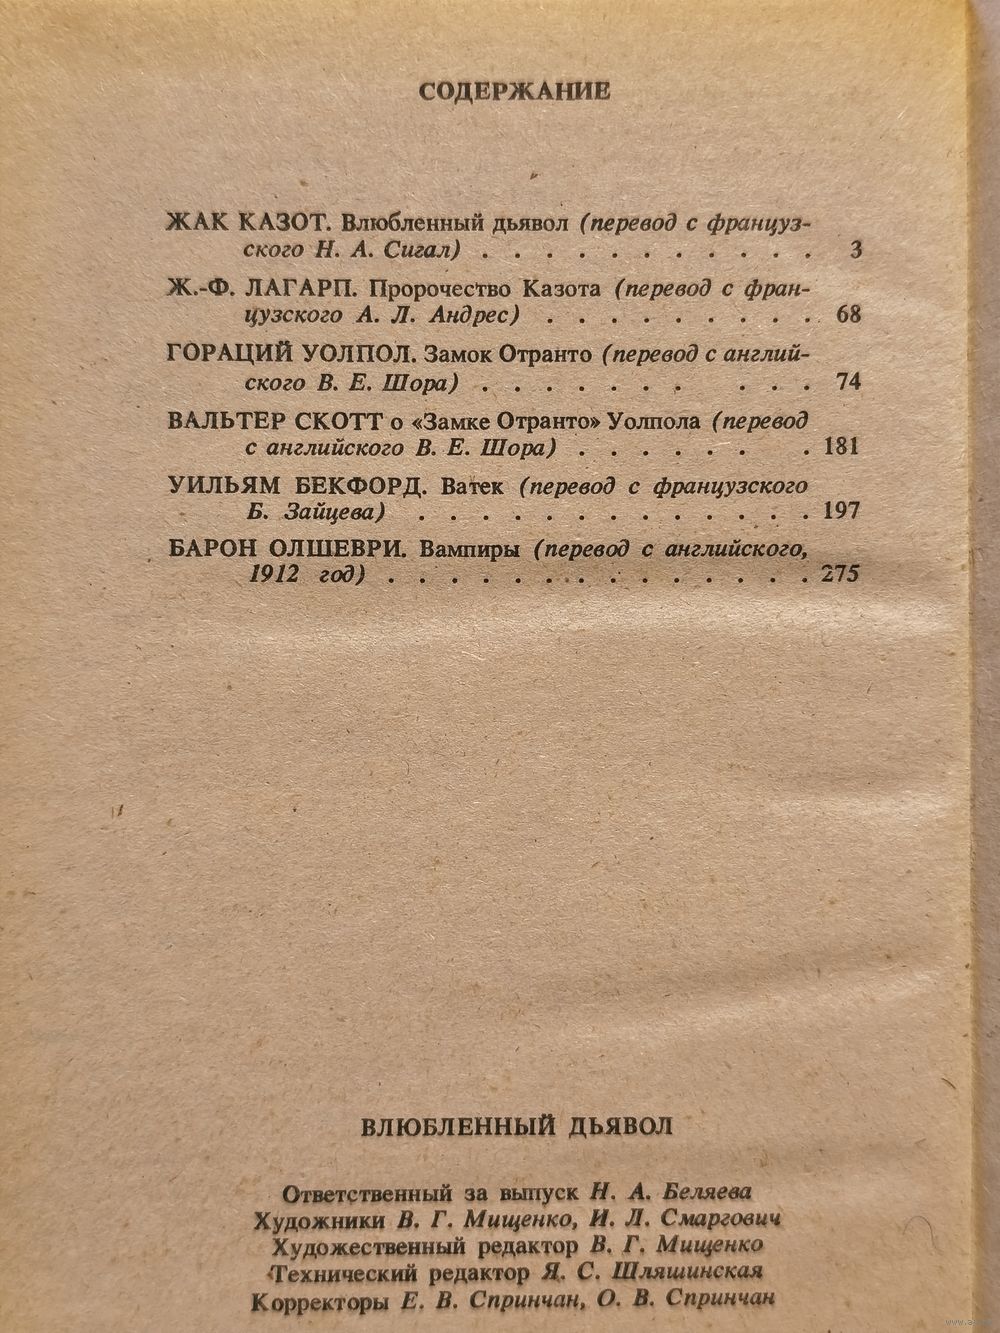 СОДЕРЖАНИЕ
ЖАК КАЗОТ. Влюбленный дьявол (перевод с француз-
ского Н. А. Сигал) . . . . . . . . . . . 3
Ж.-Ф. ЛАГАРП. Пророчество Казота (перевод с фран-
цузского А. Л. Андрес) . . . . . . . . . 68
ГОРАЦИЙ УОЛПОЛ. Замок Отранто (перевод с англий-
ского В. Е. Шора) . . . . . . . . . . 74
ВАЛЬТЕР СКОТТ о «Замке Отранто» Уолпола (перевод
с английского В. Е. Шора) . . . . . . . 181
УИЛЬЯМ БЕКФОРД. Ватек (перевод с французского
Б. Зайцева) . . . . . . . . . . . . . 197
БАРОН ОЛШЕВРИ. Вампиры (перевод с английского,
1912 год) . . . . . . . . . . . . . . 275
ВЛЮБЛЕННЫЙ ДЬЯВОЛ
Ответственный за выпуск Н. А. Беляева
Художники В. Г. Мищенко, И. Л. Смаргович
Художественный редактор В. Г. Мищенко
Технический редактор Я. С. Шляшинская
Корректоры Е. В. Спринчан, О. В. Спринчан